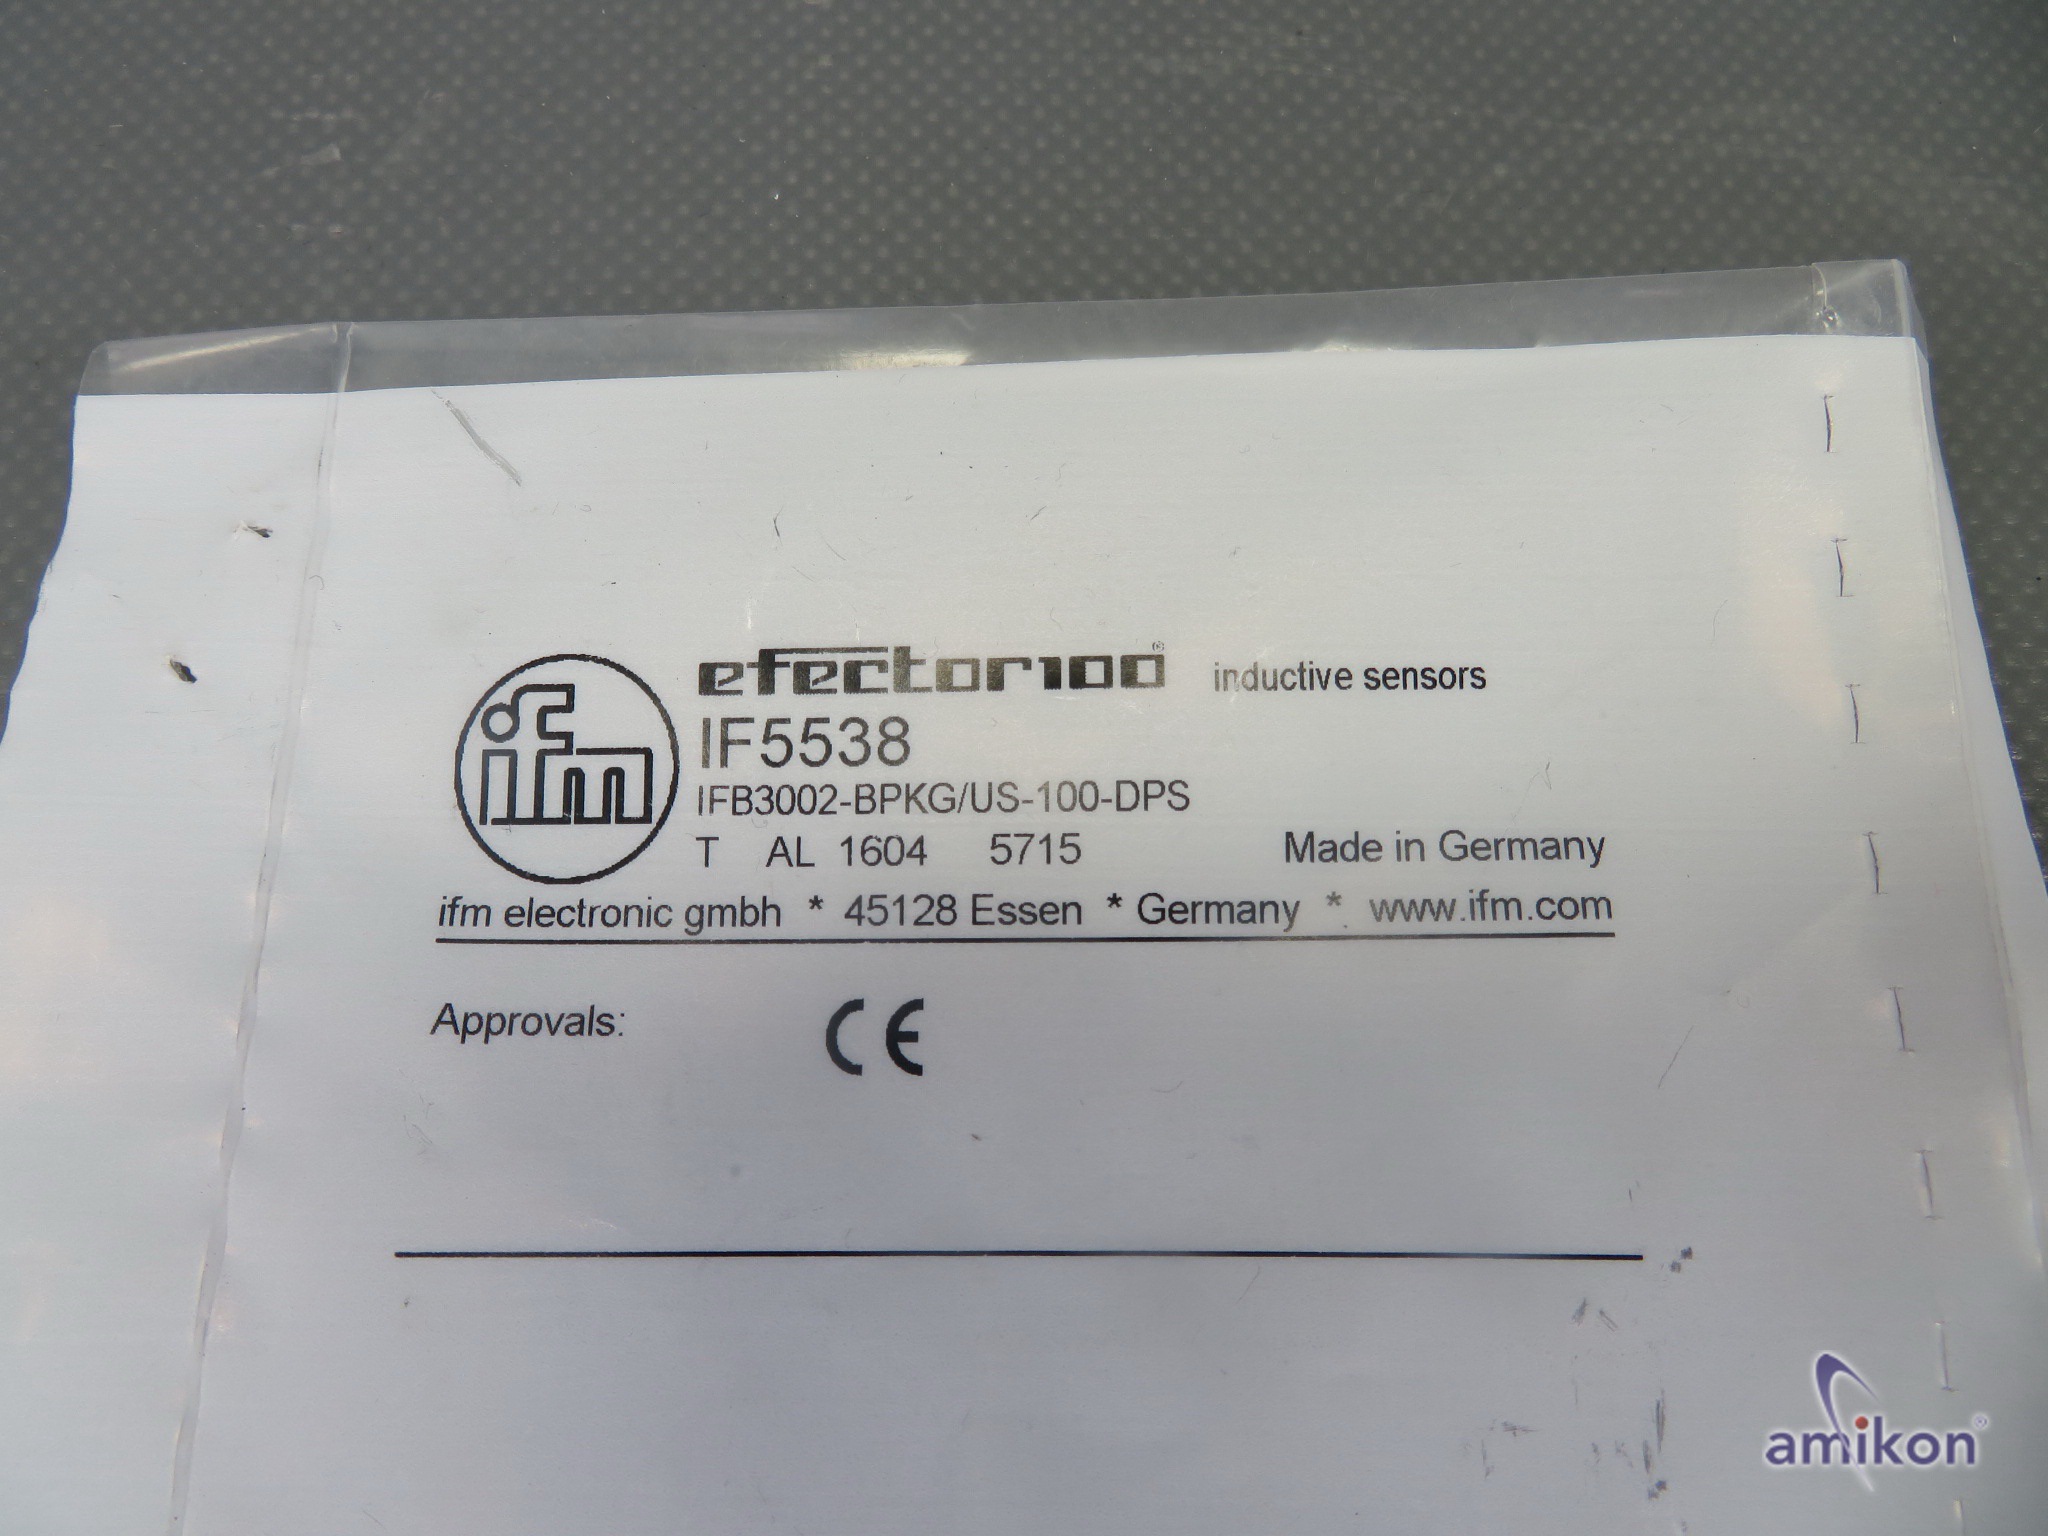 ifm
efector100® inductive sensors
IF5538
IFB3002-BPKG/US-100-DPS
T AL 1604 5715 Made in Germany
ifm electronic gmbh * 45128 Essen * Germany * www.ifm.com
Approvals: CE
amikon®